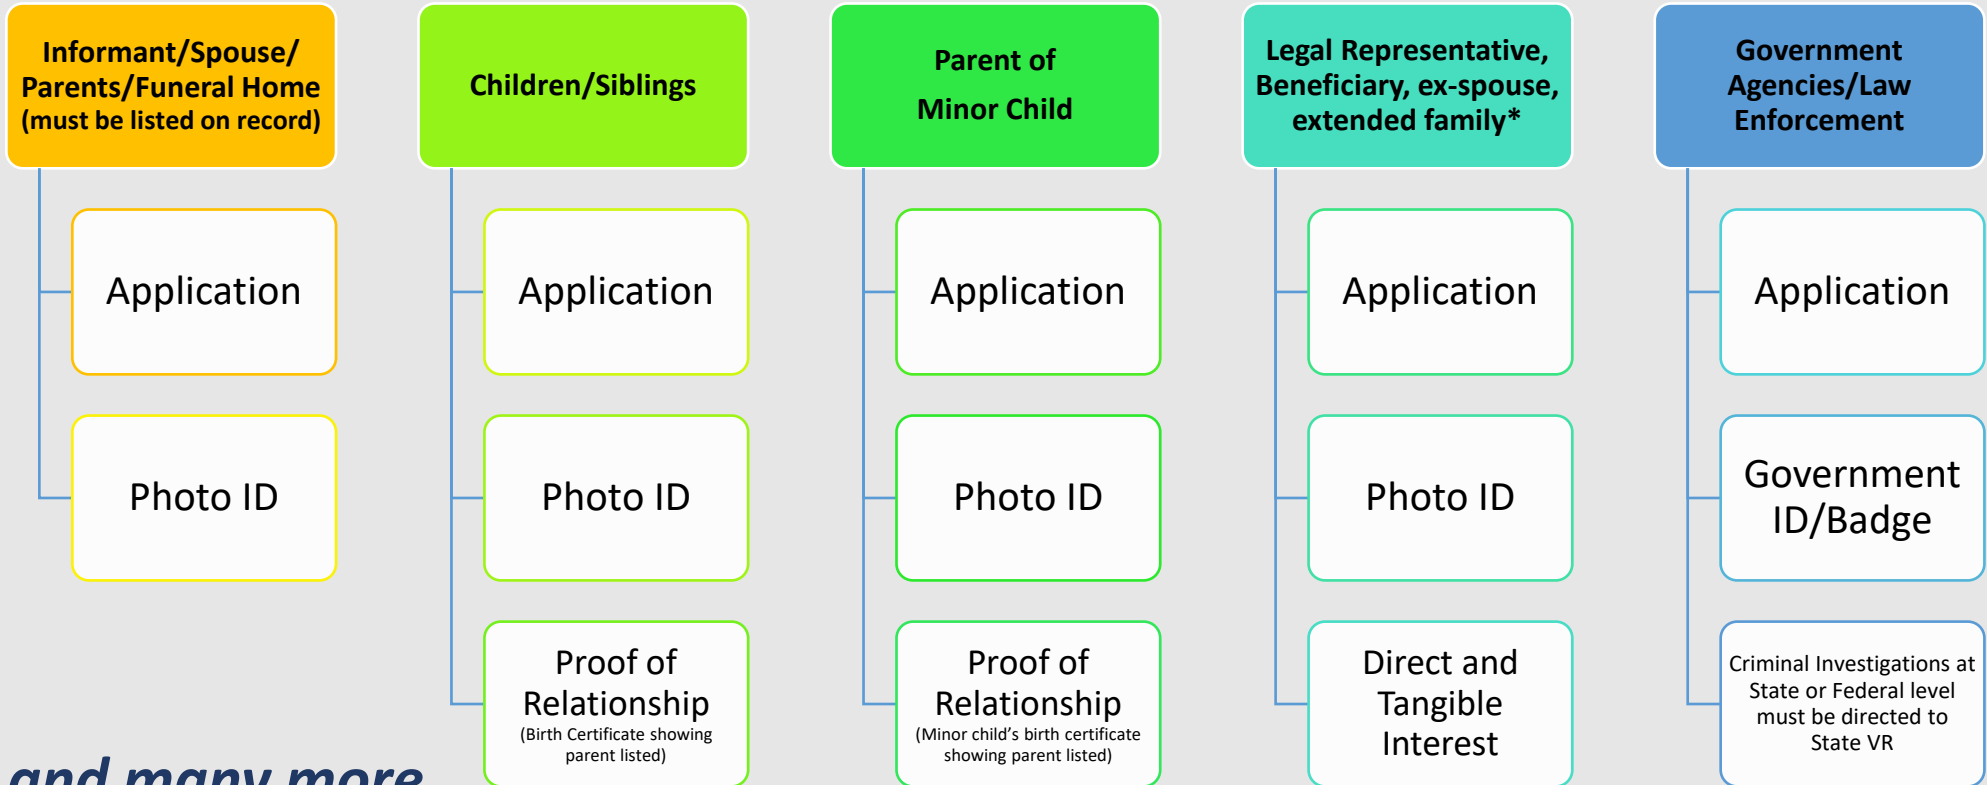 Informant/Spouse/
Parents/Funeral Home
(must be listed on record)
Application
Photo ID
Children/Siblings
Application
Photo ID
Proof of
Relationship
(Birth Certificate showing
parent listed)
Parent of
Minor Child
Application
Photo ID
Proof of
Relationship
(Minor child's birth certificate
showing parent listed)
Legal Representative,
Beneficiary, ex-spouse,
extended family*
Application
Photo ID
Direct and
Tangible
Interest
Government
Agencies/Law
Enforcement
Application
Government
ID/Badge
Criminal Investigations at
State or Federal level
must be directed to
State VR
and many more